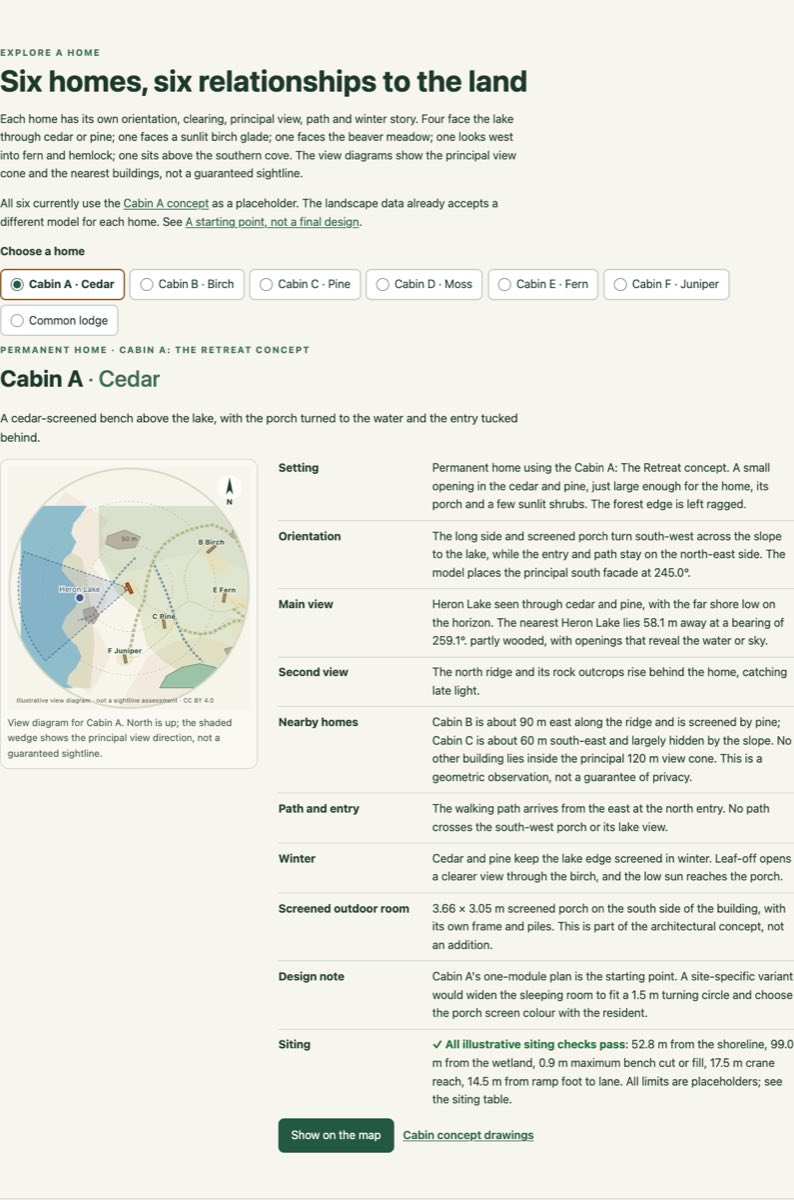 EXPLORE A HOME
Six homes, six relationships to the land
Each home has its own orientation, clearing, principal view, path and winter story. Four face the lake
through cedar or pine; one faces a sunlit birch glade; one faces the beaver meadow; one looks west
into fern and hemlock; one sits above the southern cove. The view diagrams show the principal view
cone and the nearest buildings, not a guaranteed sightline.
All six currently use the Cabin A concept as a placeholder. The landscape data already accepts a
different model for each home. See A starting point, not a final design.
Choose a home
Cabin A · Cedar
Cabin B · Birch
Cabin C · Pine
Cabin D · Moss
Cabin E · Fern
Cabin F · Juniper
Common lodge
PERMANENT HOME · CABIN A: THE RETREAT CONCEPT
Cabin A · Cedar
A cedar-screened bench above the lake, with the porch turned to the water and the entry tucked
behind.
N
50 m
B Birch
Heron Lake
E Fern
C Pine
F Juniper
Illustrative view diagram · not a sightline assessment · CC BY 4.0
View diagram for Cabin A. North is up; the shaded
wedge shows the principal view direction, not a
guaranteed sightline.
Setting
Permanent home using the Cabin A: The Retreat concept. A small
opening in the cedar and pine, just large enough for the home, its
porch and a few sunlit shrubs. The forest edge is left ragged.
Orientation
The long side and screened porch turn south-west across the slope
to the lake, while the entry and path stay on the north-east side. The
model places the principal south facade at 245.0°.
Main view
Heron Lake seen through cedar and pine, with the far shore low on
the horizon. The nearest Heron Lake lies 58.1 m away at a bearing of
259.1°. partly wooded, with openings that reveal the water or sky.
Second view
The north ridge and its rock outcrops rise behind the home, catching
late light.
Nearby homes
Cabin B is about 90 m east along the ridge and is screened by pine;
Cabin C is about 60 m south-east and largely hidden by the slope. No
other building lies inside the principal 120 m view cone. This is a
geometric observation, not a guarantee of privacy.
Path and entry
The walking path arrives from the east at the north entry. No path
crosses the south-west porch or its lake view.
Winter
Cedar and pine keep the lake edge screened in winter. Leaf-off opens
a clearer view through the birch, and the low sun reaches the porch.
Screened outdoor room
3.66 × 3.05 m screened porch on the south side of the building, with
its own frame and piles. This is part of the architectural concept, not
an addition.
Design note
Cabin A's one-module plan is the starting point. A site-specific variant
would widen the sleeping room to fit a 1.5 m turning circle and choose
the porch screen colour with the resident.
Siting
✓ All illustrative siting checks pass: 52.8 m from the shoreline, 99.0
m from the wetland, 0.9 m maximum bench cut or fill, 17.5 m crane
reach, 14.5 m from ramp foot to lane. All limits are placeholders; see
the siting table.
Show on the map
Cabin concept drawings